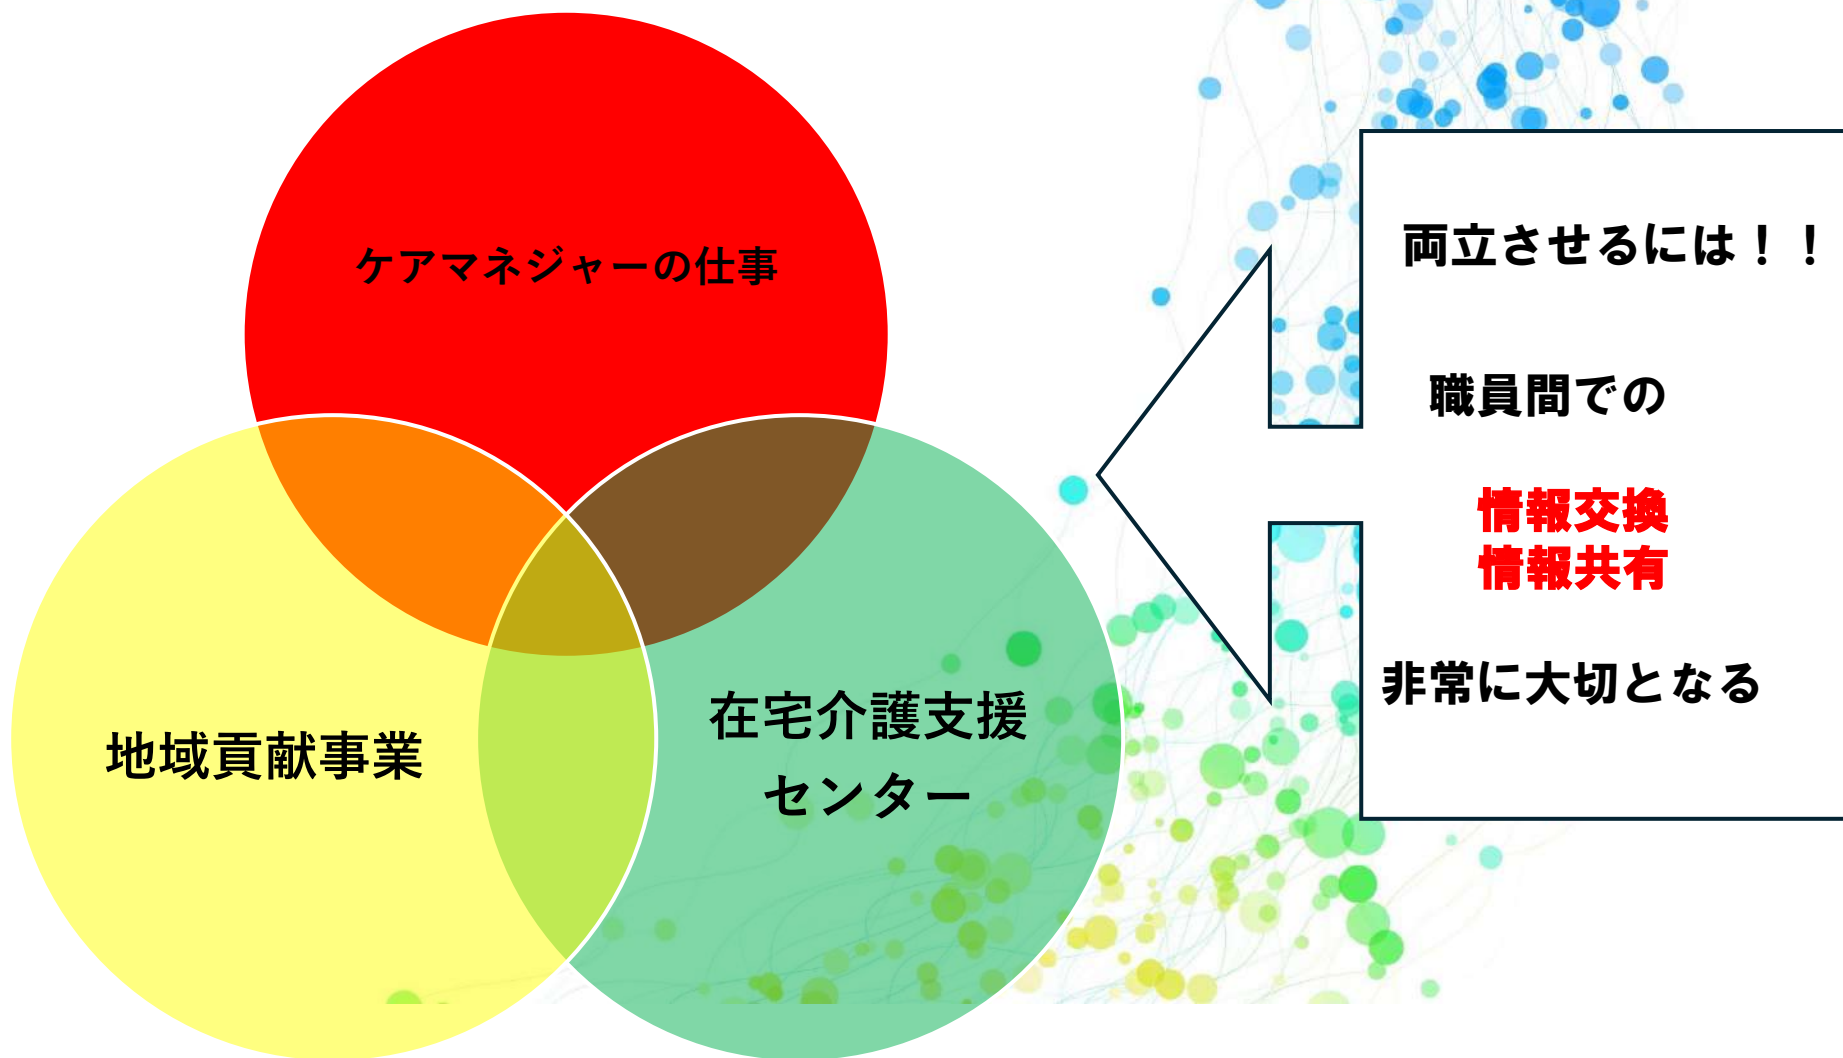 ケアマネジャーの仕事
地域貢献事業
在宅介護支援
センター
両立させるには！！
職員間での
情報交換
情報共有
非常に大切となる